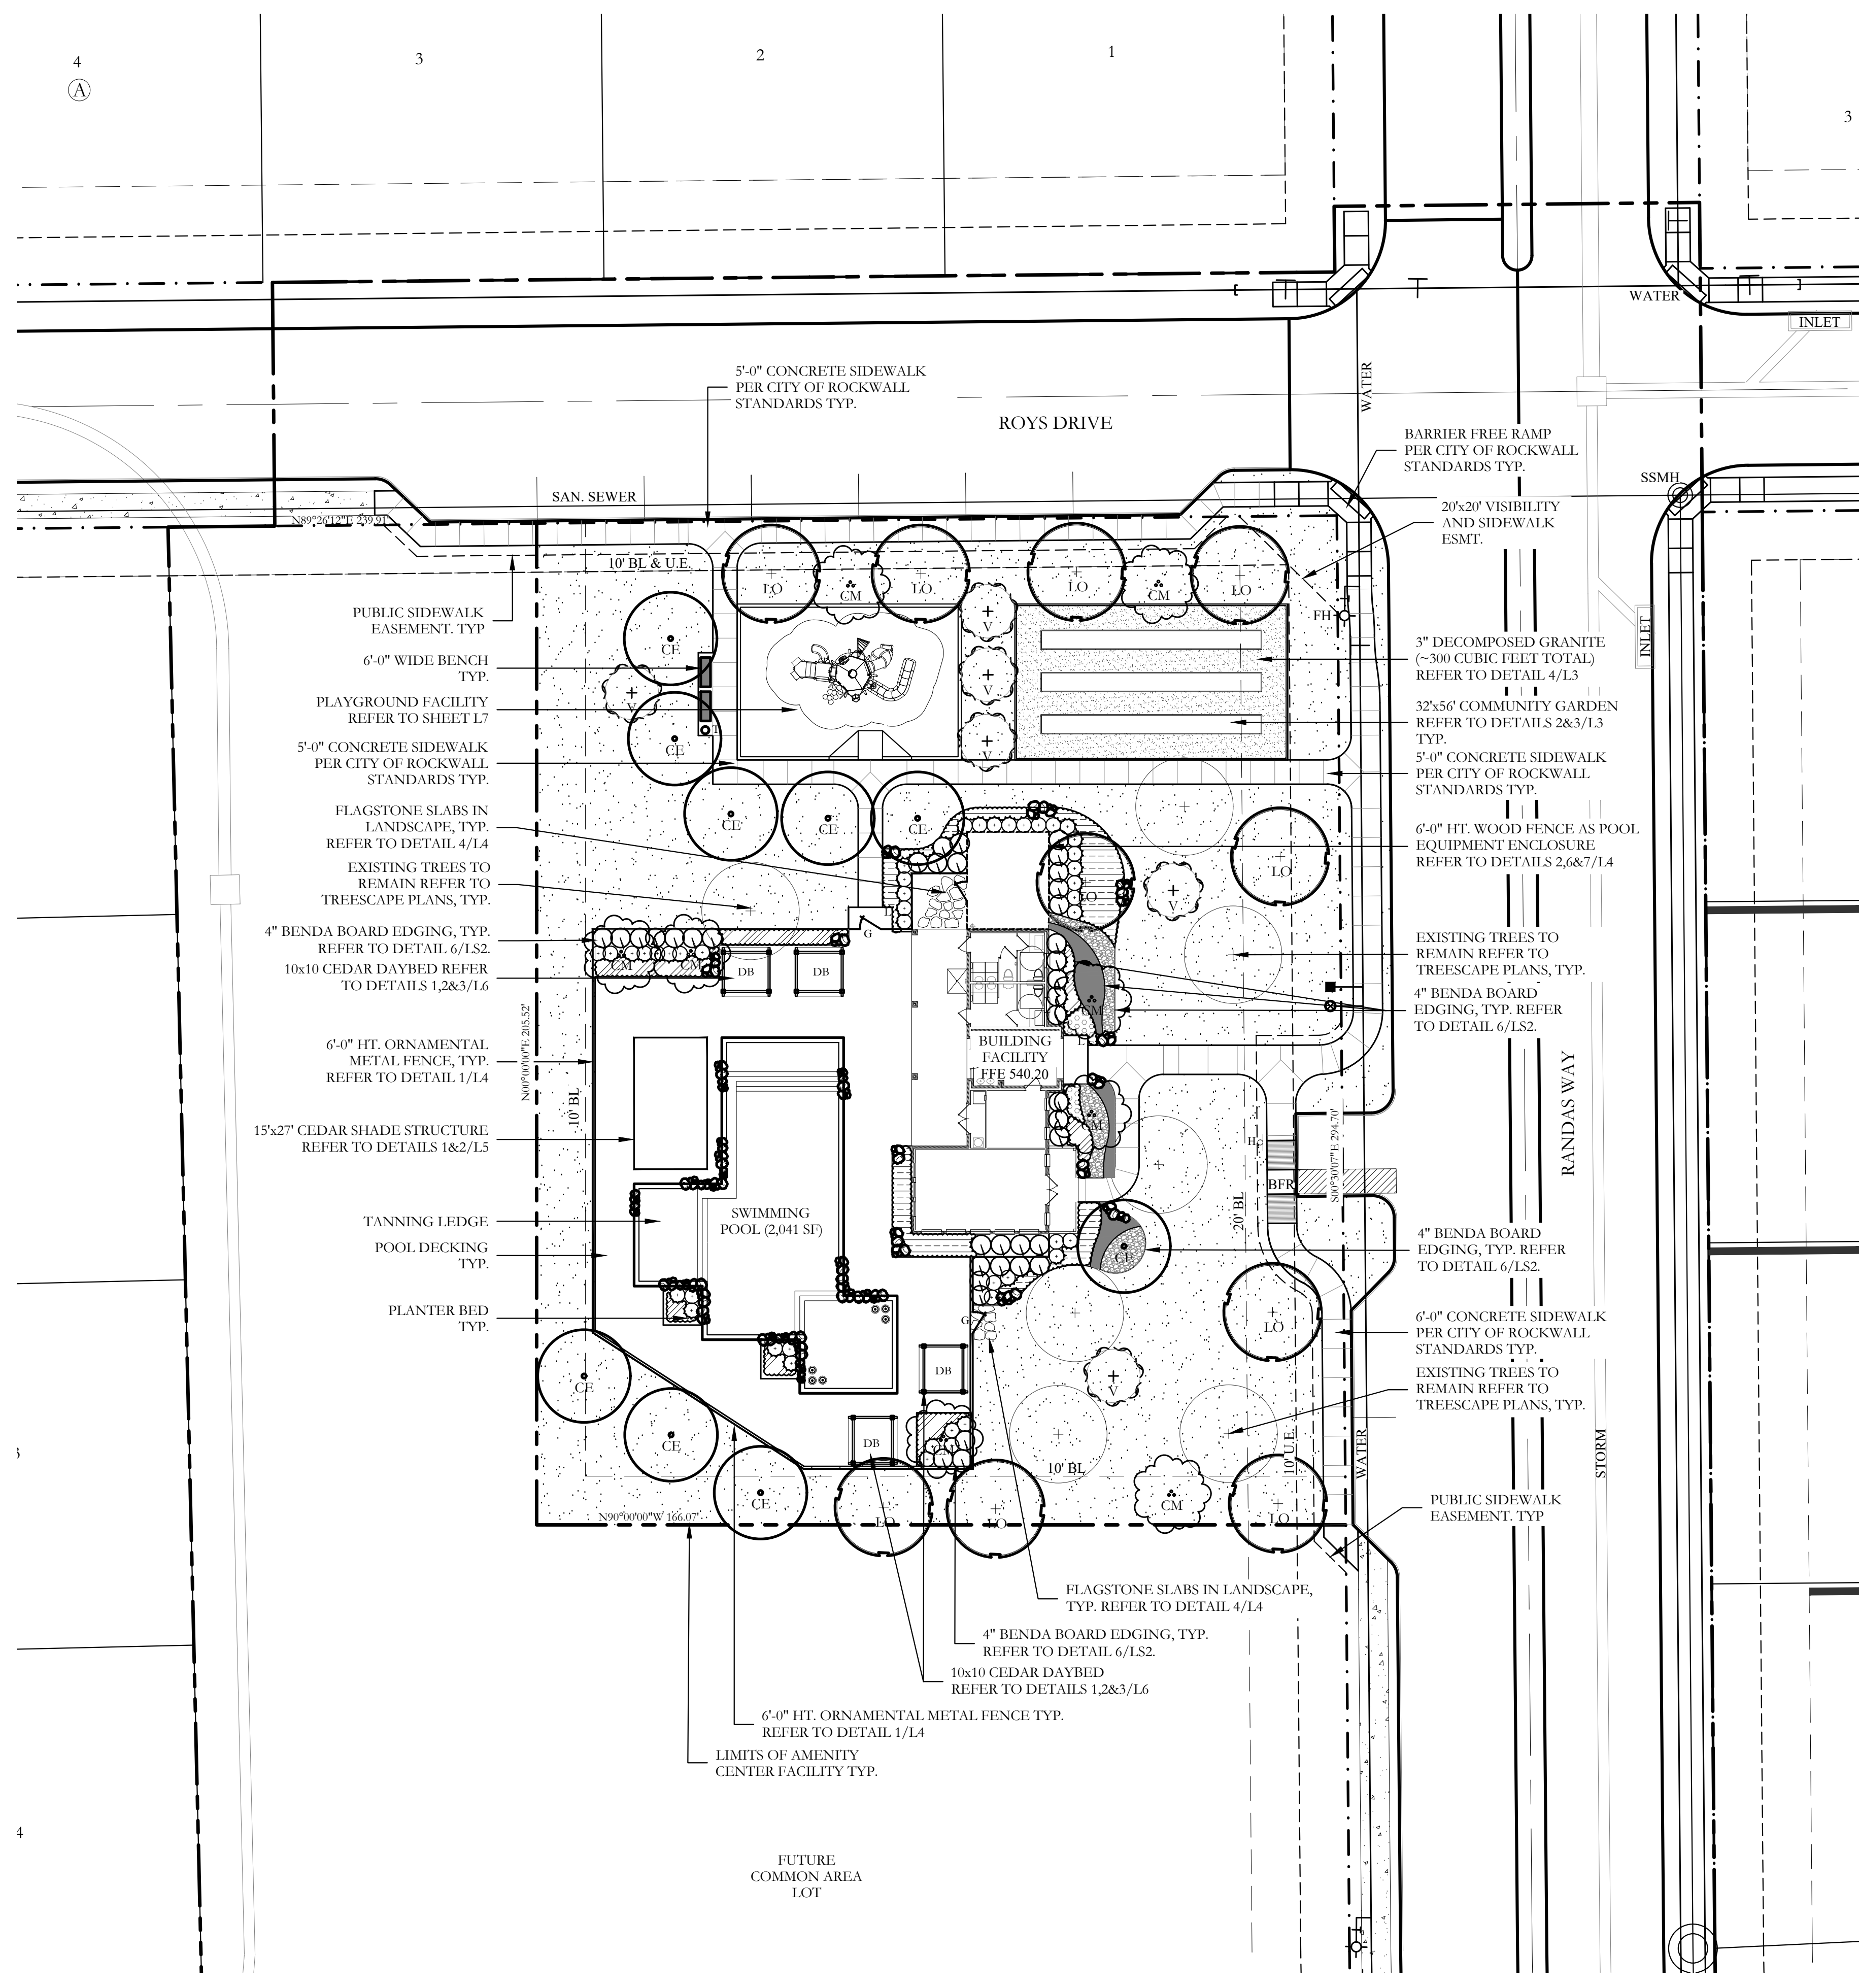 4
A
3
2
1
3
WATER
INLET
5'-0" CONCRETE SIDEWALK
PER CITY OF ROCKWALL
STANDARDS TYP.
ROYS DRIVE
WATER
BARRIER FREE RAMP
PER CITY OF ROCKWALL
STANDARDS TYP.
SSMH
SAN. SEWER
N89°26'12"E 239.91'
20'x20' VISIBILITY
AND SIDEWALK
ESMT.
10' BL & U.E.
LO
CM
LO
LO
CM
LO
PUBLIC SIDEWALK
EASEMENT. TYP
V
FH
INLET
CE
6'-0" WIDE BENCH
TYP.
V
V
3" DECOMPOSED GRANITE
(~300 CUBIC FEET TOTAL)
REFER TO DETAIL 4/L3
PLAYGROUND FACILITY
REFER TO SHEET L7
32'x56' COMMUNITY GARDEN
REFER TO DETAILS 2&3/L3
TYP.
CE
V
5'-0" CONCRETE SIDEWALK
PER CITY OF ROCKWALL
STANDARDS TYP.
5'-0" CONCRETE SIDEWALK
PER CITY OF ROCKWALL
STANDARDS TYP.
FLAGSTONE SLABS IN
LANDSCAPE, TYP.
REFER TO DETAIL 4/L4
CE
CE
CE
6'-0" HT. WOOD FENCE AS POOL
EQUIPMENT ENCLOSURE
REFER TO DETAILS 2,6&7/L4
EXISTING TREES TO
REMAIN REFER TO
TREESCAPE PLANS, TYP.
LO
LO
V
4" BENDA BOARD EDGING, TYP.
REFER TO DETAIL 6/LS2.
G
EXISTING TREES TO
REMAIN REFER TO
TREESCAPE PLANS, TYP.
CM
CM
10x10 CEDAR DAYBED REFER
TO DETAILS 1,2&3/L6
DB
DB
4" BENDA BOARD
EDGING, TYP. REFER
TO DETAIL 6/LS2.
CM
N00°00'00"E 205.52'
6'-0" HT. ORNAMENTAL
METAL FENCE, TYP.
REFER TO DETAIL 1/L4
BUILDING
FACILITY
FFE 540.20
10' BL
RANDAS WAY
15'x27' CEDAR SHADE STRUCTURE
REFER TO DETAILS 1&2/L5
CM
S00°30'07"E 294.70'
BFR
20' BL
TANNING LEDGE
SWIMMING
POOL (2,041 SF)
POOL DECKING
TYP.
CE
4" BENDA BOARD
EDGING, TYP. REFER
TO DETAIL 6/LS2.
PLANTER BED
TYP.
G
LO
6'-0" CONCRETE SIDEWALK
PER CITY OF ROCKWALL
STANDARDS TYP.
CE
DB
V
EXISTING TREES TO
REMAIN REFER TO
TREESCAPE PLANS, TYP.
CE
DB
CM
10' U.E.
WATER
STORM
10' BL
CE
LO
LO
CM
LO
N90°00'00"W 166.07'
PUBLIC SIDEWALK
EASEMENT. TYP
FLAGSTONE SLABS IN LANDSCAPE,
TYP. REFER TO DETAIL 4/L4
4" BENDA BOARD EDGING, TYP.
REFER TO DETAIL 6/LS2.
10x10 CEDAR DAYBED
REFER TO DETAILS 1,2&3/L6
6'-0" HT. ORNAMENTAL METAL FENCE TYP.
REFER TO DETAIL 1/L4
LIMITS OF AMENITY
CENTER FACILITY TYP.
4
FUTURE
COMMON AREA
LOT